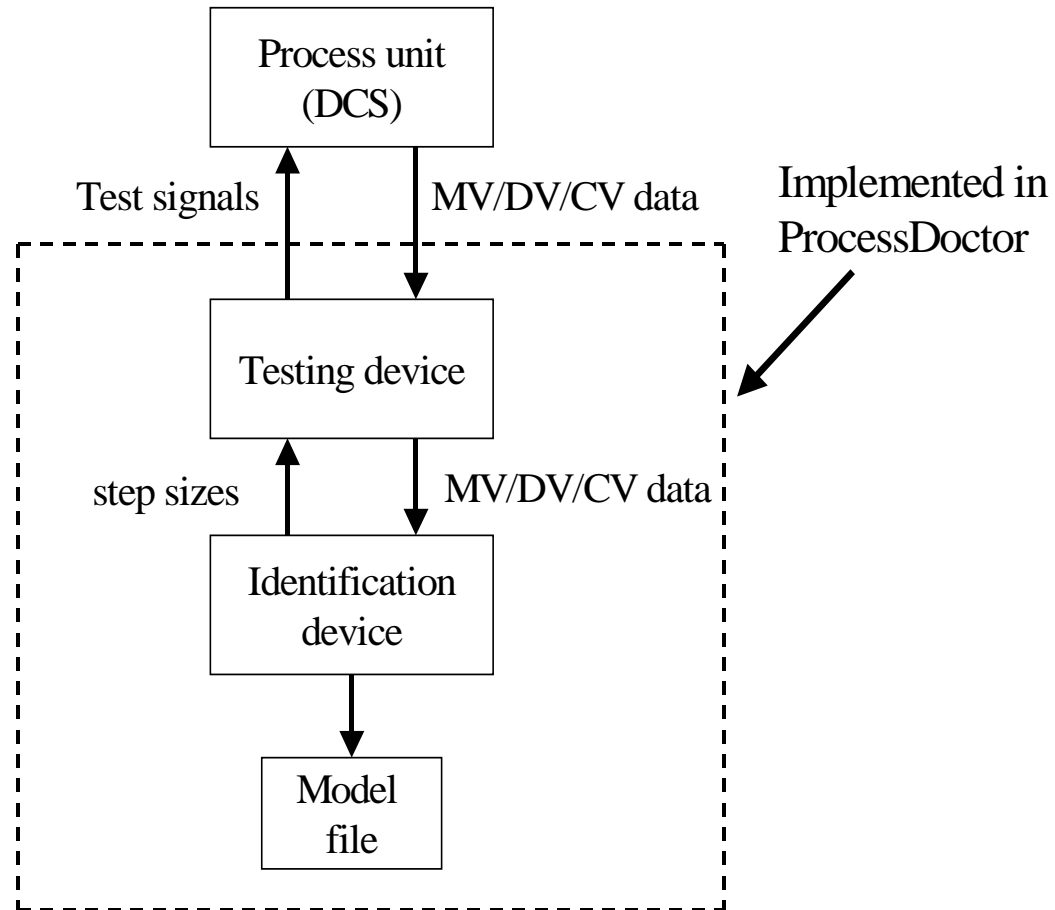 Process unit
(DCS)
Test signals
MV/DV/CV data
Implemented in
ProcessDoctor
Testing device
step sizes
MV/DV/CV data
Identification
device
Model
file